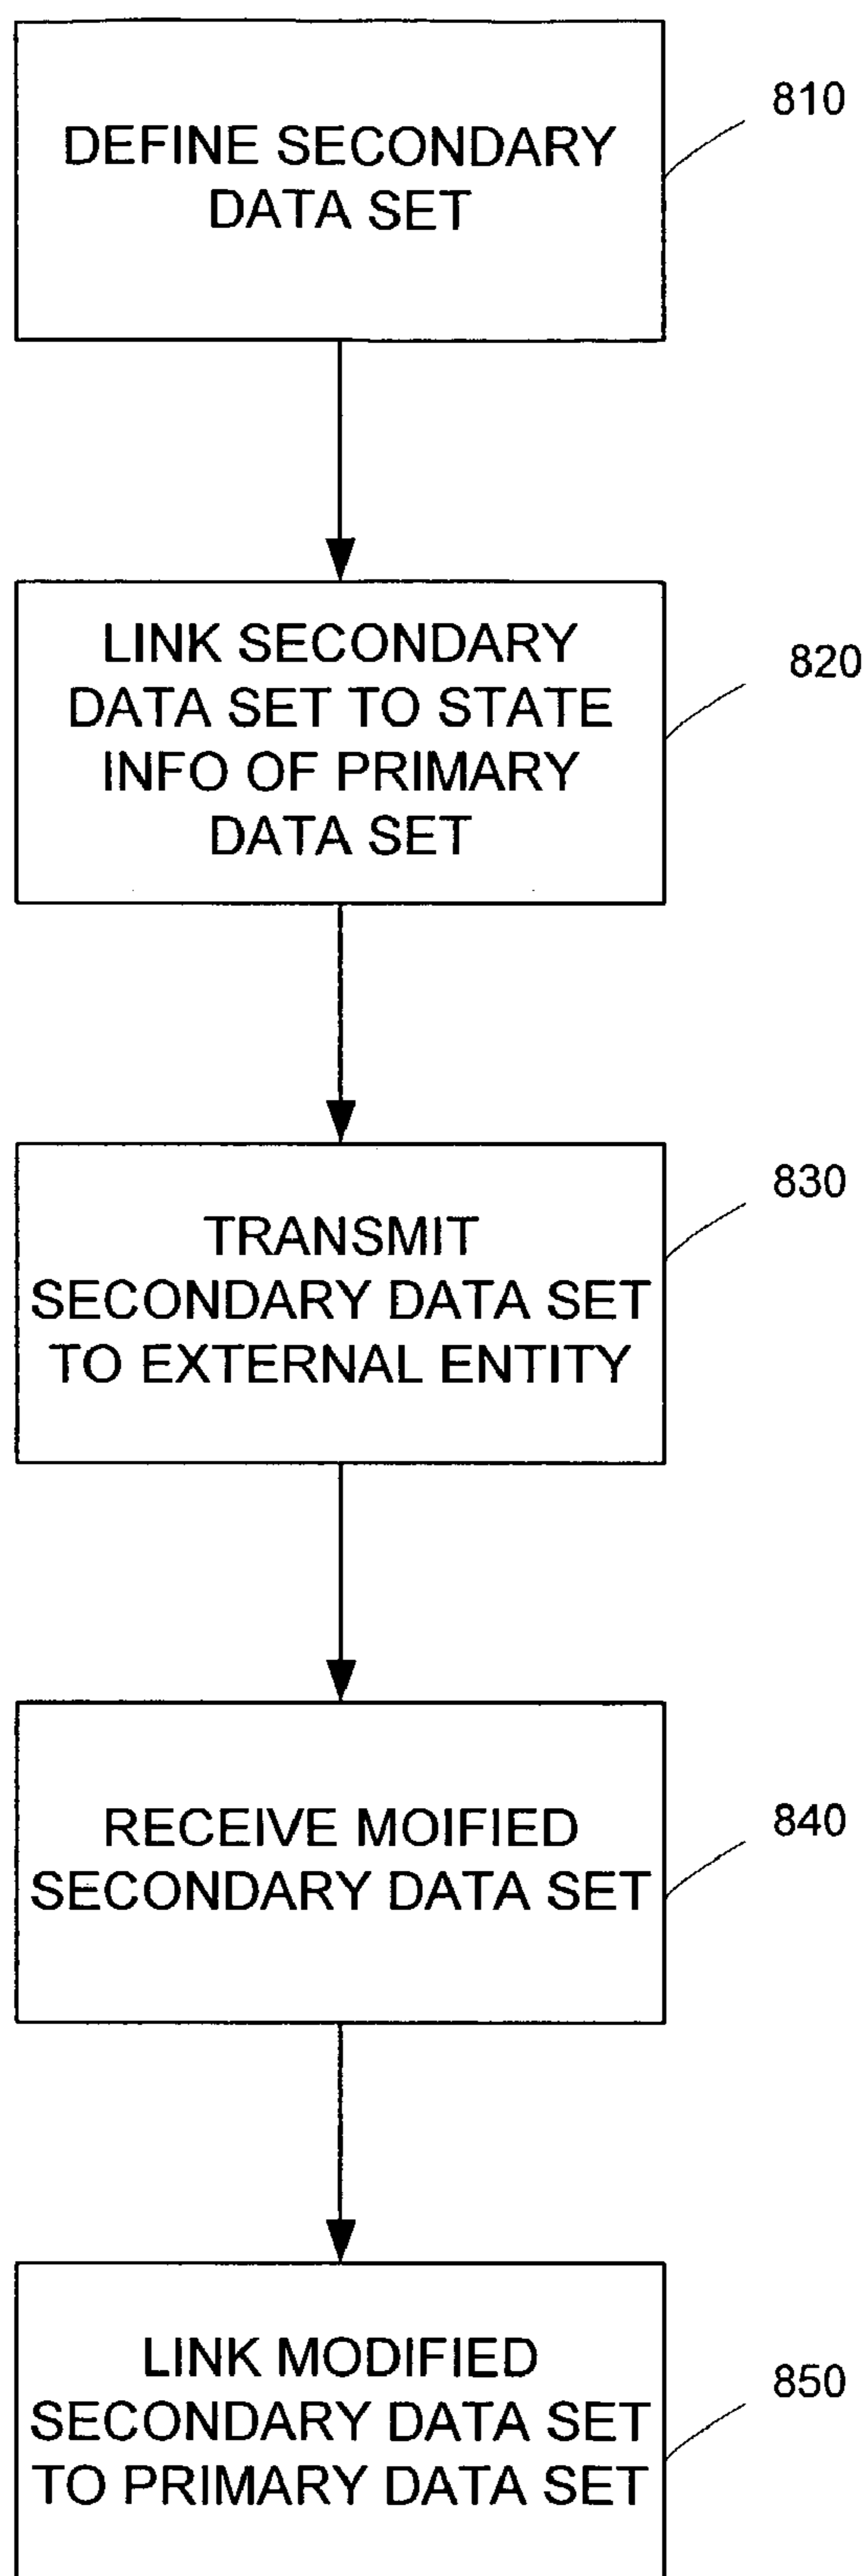 DEFINE SECONDARY
DATA SET
810
LINK SECONDARY
DATA SET TO STATE
INFO OF PRIMARY
DATA SET
820
TRANSMIT
SECONDARY DATA SET
TO EXTERNAL ENTITY
830
RECEIVE MOIFIED
SECONDARY DATA SET
840
LINK MODIFIED
SECONDARY DATA SET
TO PRIMARY DATA SET
850